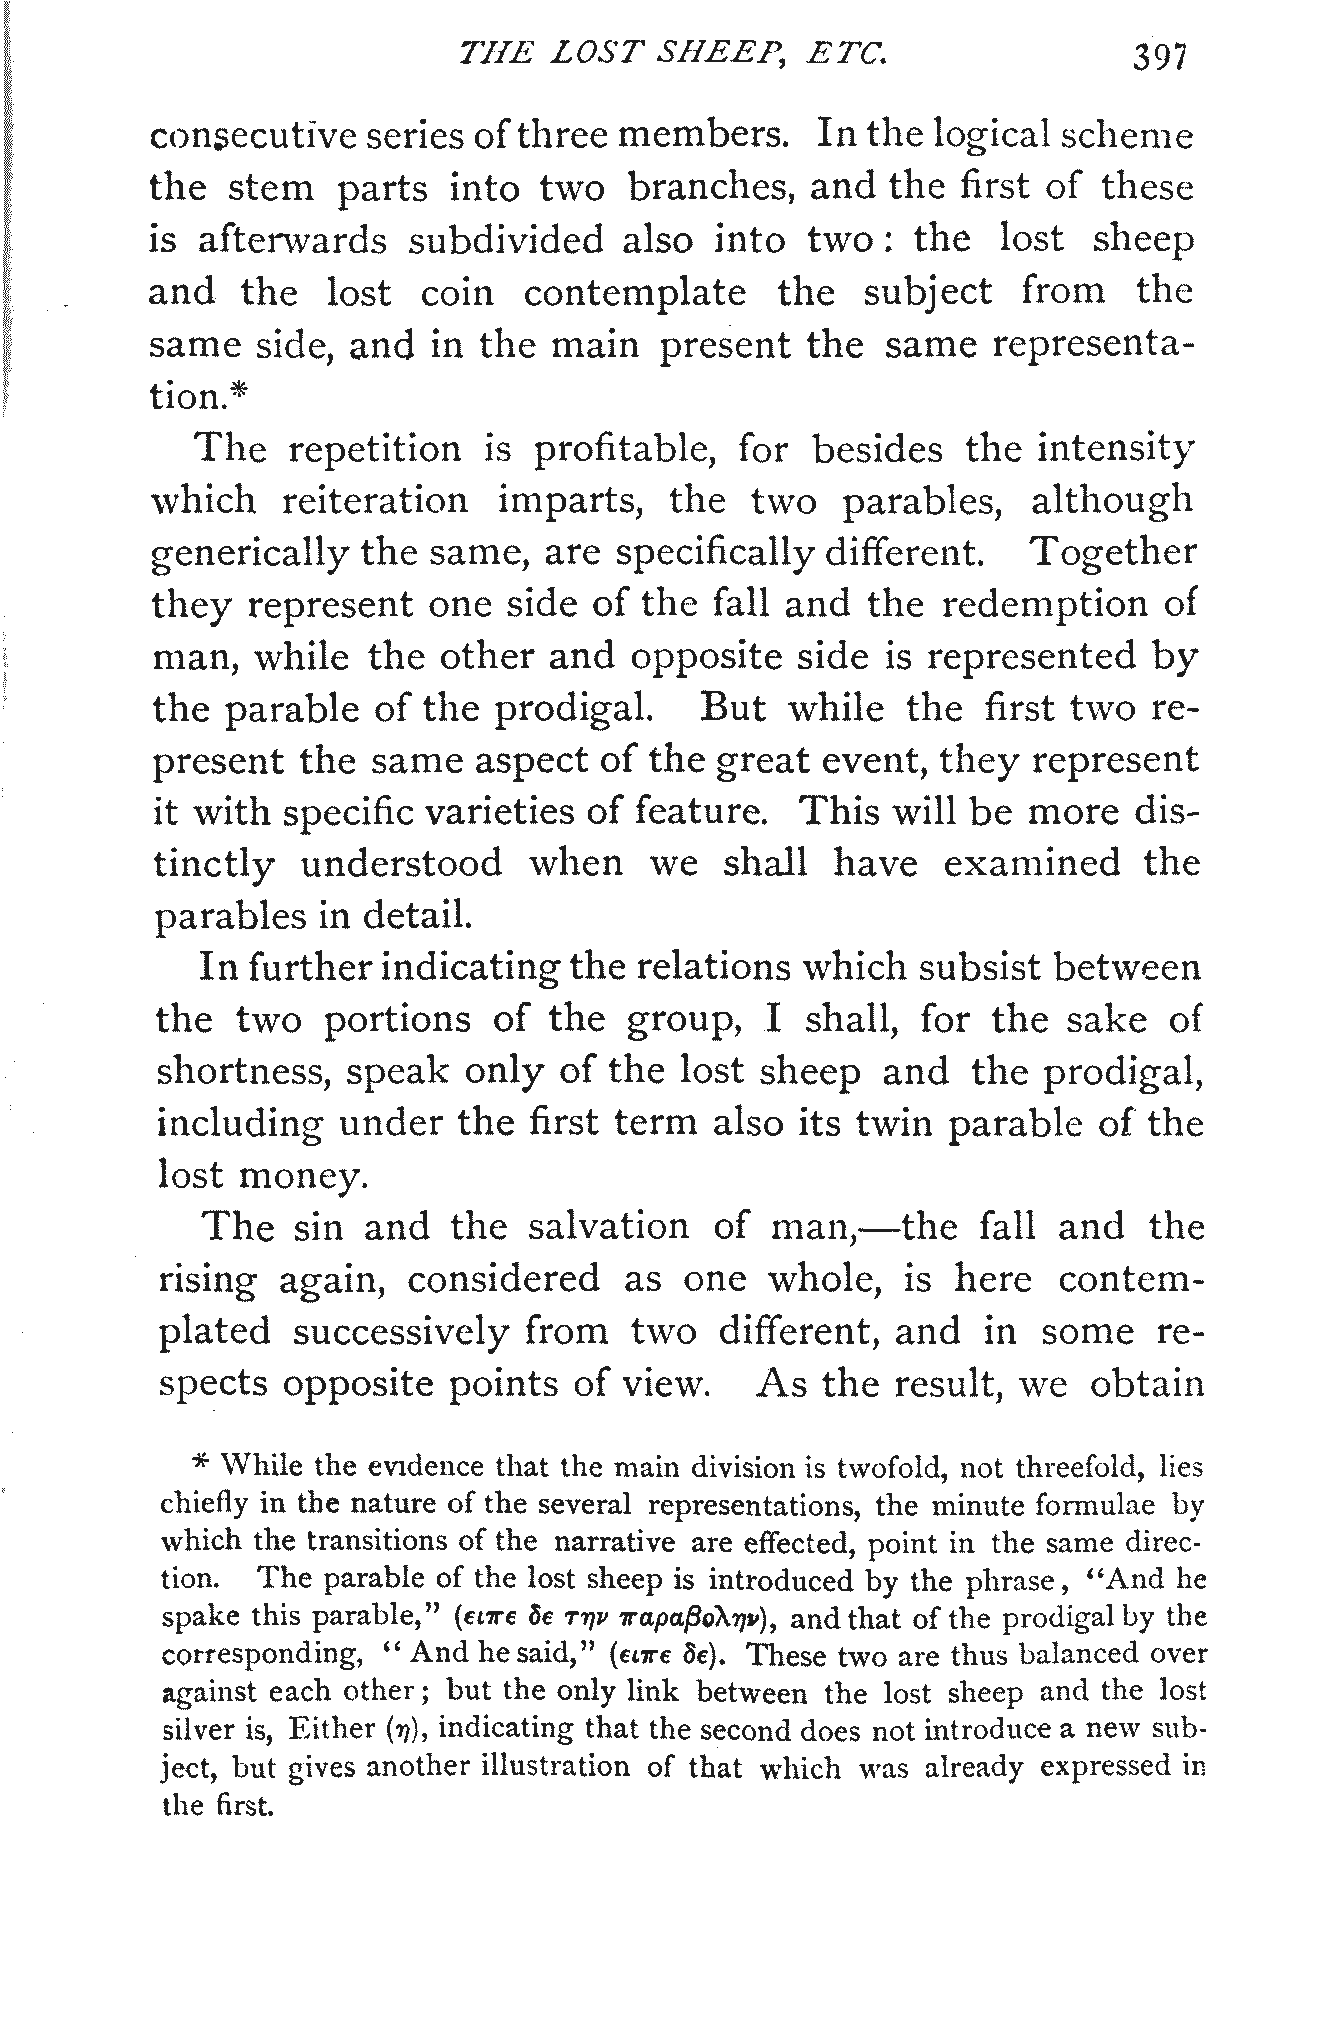 THE LOST SHEEP, ETC. 397
consecutive series of three members. In the logical scheme
the stem parts into two branches, and the first of these
is afterwards subdivided also into two : the lost sheep
and the lost coin contemplate the subject from the
same side, and in the main present the same representa-
tion.*
The repetition is profitable, for besides the intensity
which reiteration imparts, the two parables, although
generically the same, are specifically different. Together
they represent one side of the fall and the redemption of
man, while the other and opposite side is represented by
the parable of the prodigal. But while the first two re-
present the same aspect of the great event, they represent
it with specific varieties of feature. This will be more dis-
tinctly understood when we shall have examined the
parables in detail.
In further indicating the relations which subsist between
the two portions of the group, I shall, for the sake of
shortness, speak only of the lost sheep and the prodigal,
including under the first term also its twin parable of the
lost money.
The sin and the salvation of man,—the fall and the
rising again, considered as one whole, is here contem-
plated successively from two different, and in some re-
spects opposite points of view. As the result, we obtain
* While the evidence that the main division is twofold, not threefold, lies
chiefly in the nature of the several representations, the minute formulae by
which the transitions of the narrative are effected, point in the same direc-
tion. The parable of the lost sheep is introduced by the phrase, “And he
spake this parable,” (ειπε δε την παραβολην), and that of the prodigal by the
corresponding, “ And he said,” (ειπε δε). These two are thus balanced over
against each other ; but the only link between the lost sheep and the lost
silver is, Either (η), indicating that the second does not introduce a new sub-
ject, but gives another illustration of that which was already expressed in
the first.